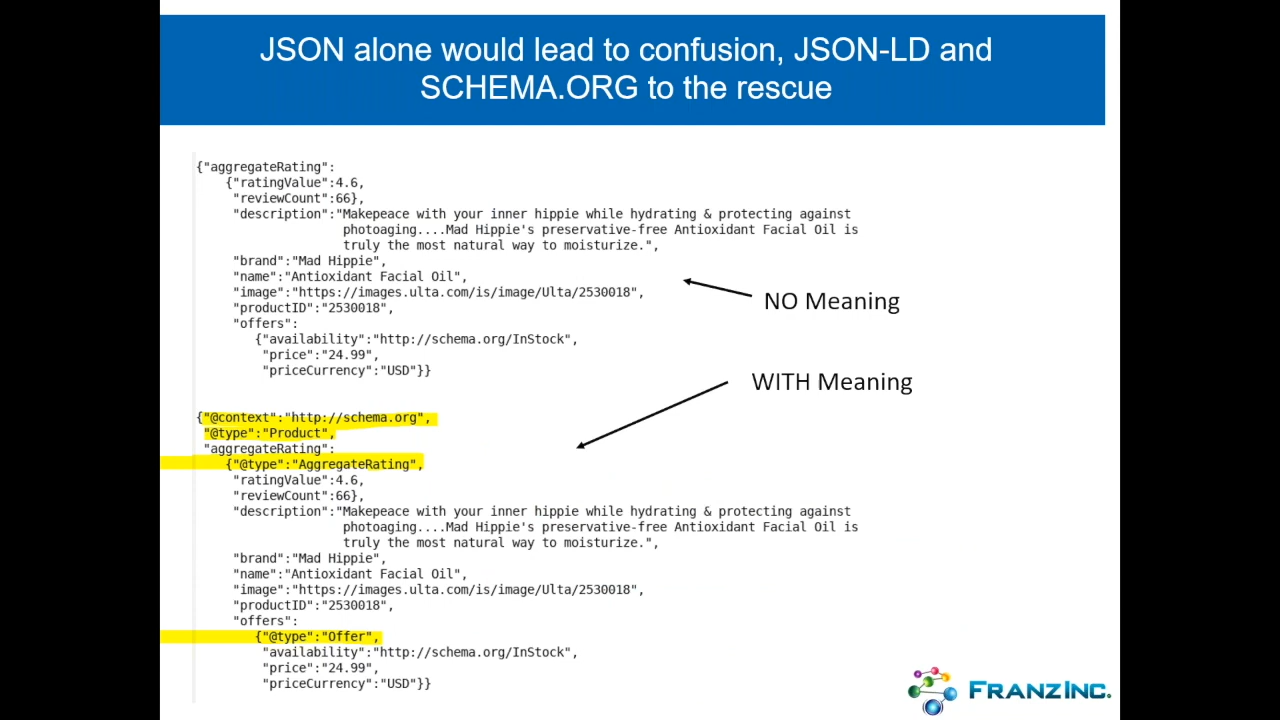 JSON alone would lead to confusion, JSON-LD and
SCHEMA.ORG to the rescue
{"aggregateRating":
{"ratingValue":4.6,
"reviewCount":66},
"description":"Makepeace with your inner hippie while hydrating & protecting against
photoaging....Mad Hippie's preservative-free Antioxidant Facial Oil is
truly the most natural way to moisturize.",
"brand":"Mad Hippie",
"name":"Antioxidant Facial Oil",
"image":"https://images.ulta.com/is/image/Ulta/2530018",
"productID":"2530018",
"offers":
{"availability":"http://schema.org/InStock",
"price":"24.99",
"priceCurrency":"USD"}}
NO Meaning
WITH Meaning
{"@context":"http://schema.org",
"@type":"Product",
"aggregateRating":
{"@type":"AggregateRating",
"ratingValue":4.6,
"reviewCount":66},
"description":"Makepeace with your inner hippie while hydrating & protecting against
photoaging....Mad Hippie's preservative-free Antioxidant Facial Oil is
truly the most natural way to moisturize.",
"brand":"Mad Hippie",
"name":"Antioxidant Facial Oil",
"image":"https://images.ulta.com/is/image/Ulta/2530018",
"productID":"2530018",
"offers":
{"@type":"Offer",
"availability":"http://schema.org/InStock",
"price":"24.99",
"priceCurrency":"USD"}}
FRANZ INC.